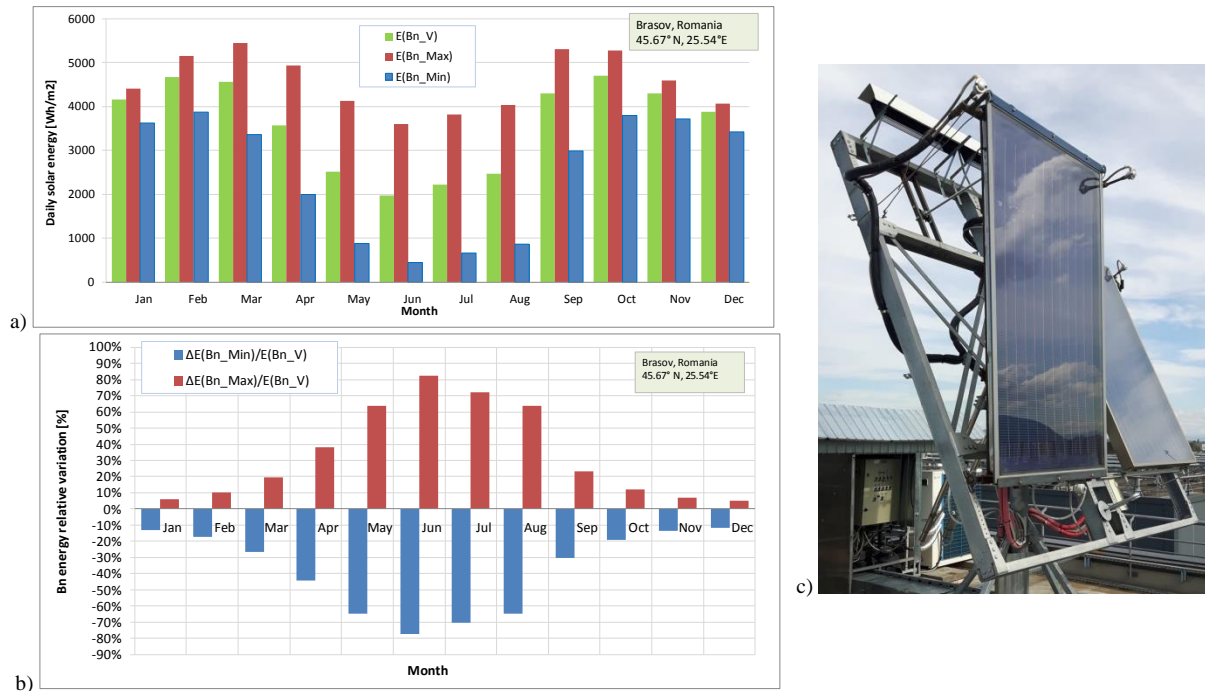 6000
5000
4000
3000
2000
1000
0
Daily solar energy [Wh/m2]
E(Bn_V)
E(Bn_Max)
E(Bn_Min)
Brasov, Romania
45.67° N, 25.54°E
Jan Feb Mar Apr May Jun Jul Aug Sep Oct Nov Dec
Month
a)
100%
90%
80%
70%
60%
50%
40%
30%
20%
10%
0%
-10%
-20%
-30%
-40%
-50%
-60%
-70%
-80%
-90%
Bn energy relative variation [%]
ΔE(Bn_Min)/E(Bn_V)
ΔE(Bn_Max)/E(Bn_V)
Brasov, Romania
45.67° N, 25.54°E
Jan Feb Mar Apr May Jun Jul Aug Sep Oct Nov Dec
Month
b)
c)